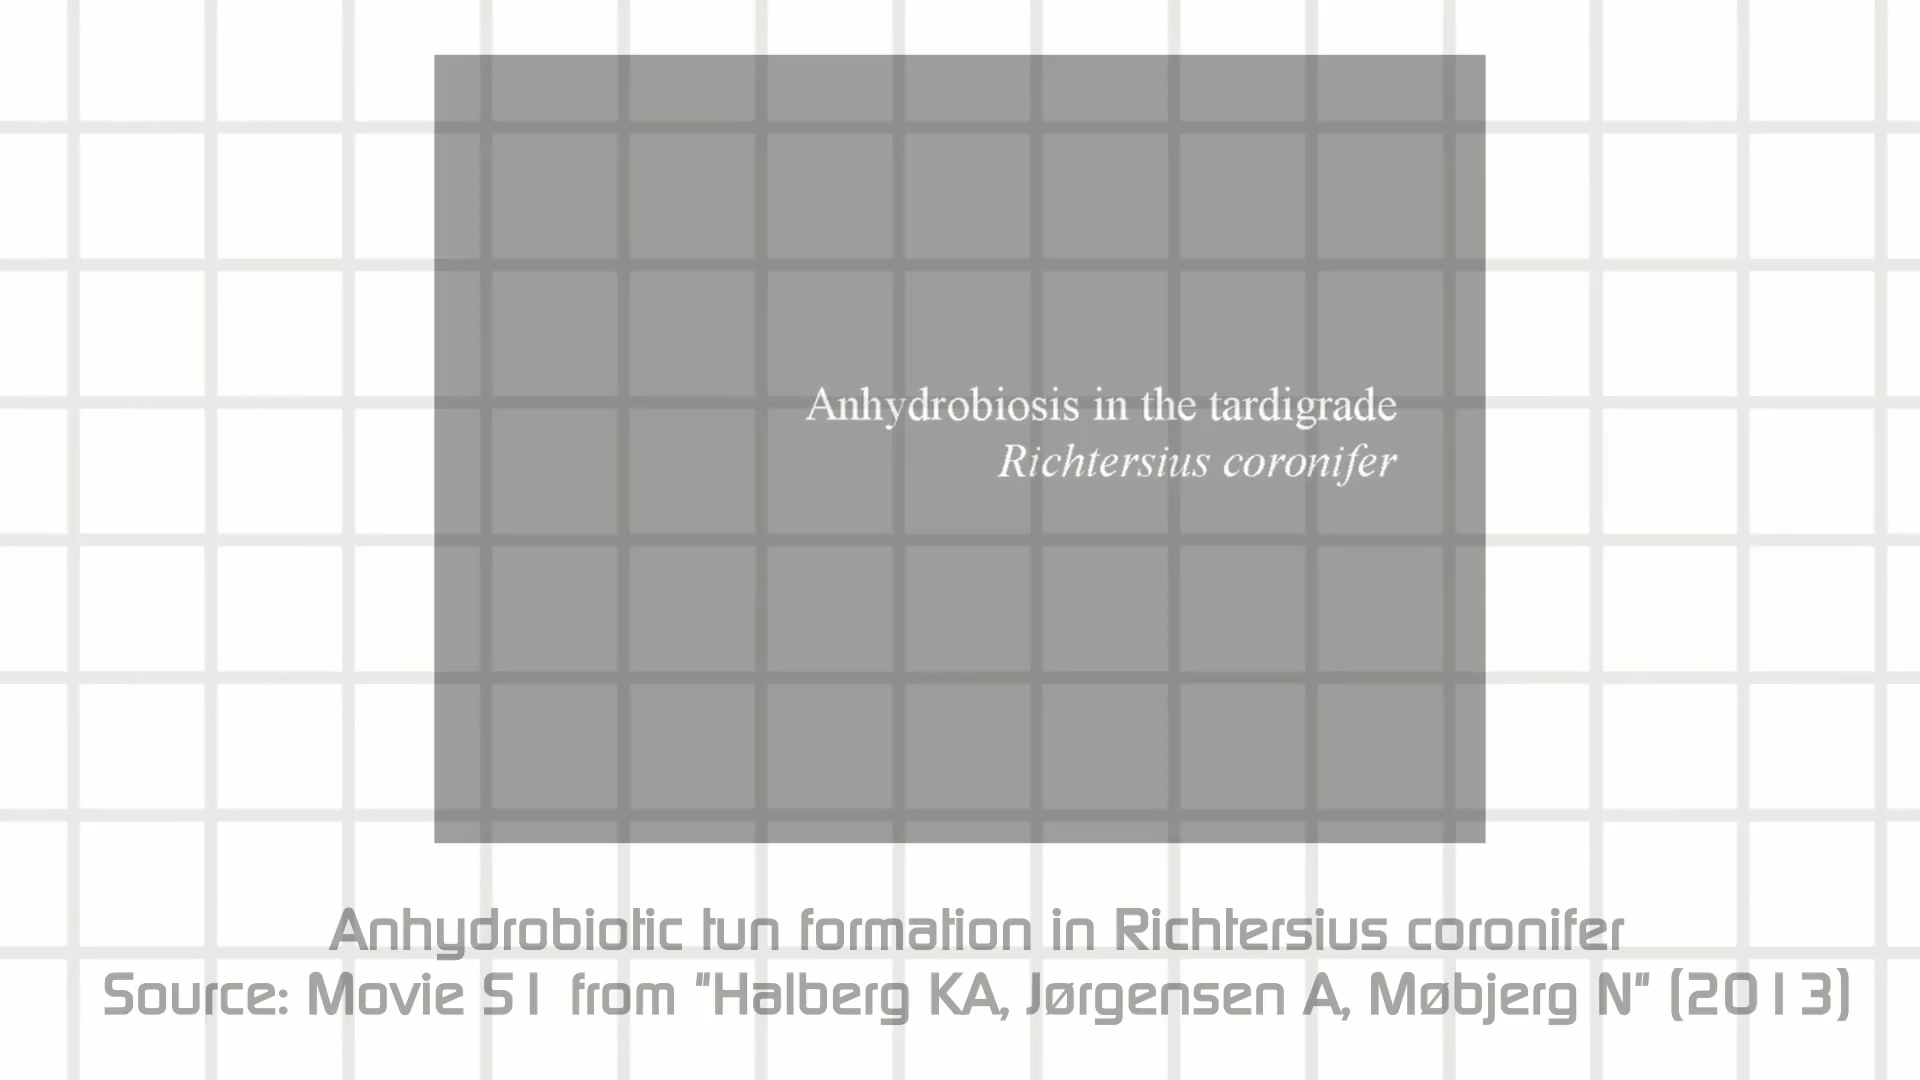 Anhydrobiosis in the tardigrade
Richtersius coronifer
Anhydrobiotic tun formation in Richtersius coronifer
Source: Movie S1 from "Halberg KA, Jørgensen A, Møbjerg N" (2013)